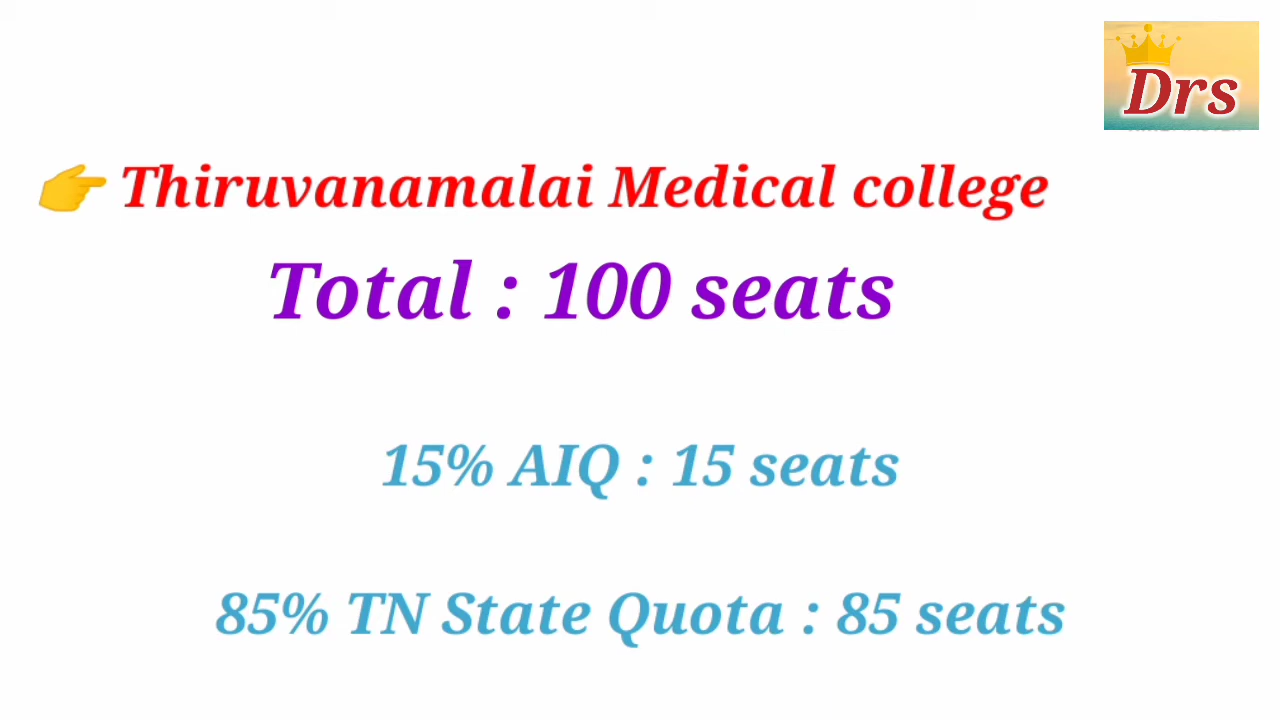 Drs
👉 Thiruvanamalai Medical college
Total : 100 seats
15% AIQ : 15 seats
85% TN State Quota : 85 seats